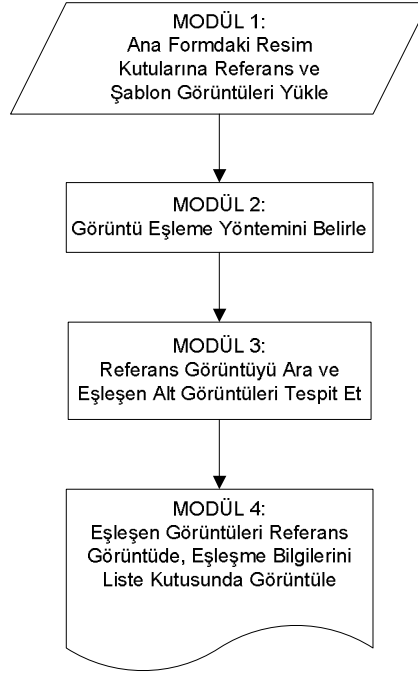 MODÜL 1:
Ana Formdaki Resim
Kutularına Referans ve
Şablon Görüntüleri Yükle
MODÜL 2:
Görüntü Eşleme Yöntemini Belirle
MODÜL 3:
Referans Görüntüyü Ara ve
Eşleşen Alt Görüntüleri Tespit Et
MODÜL 4:
Eşleşen Görüntüleri Referans
Görüntüde, Eşleşme Bilgilerini
Liste Kutusunda Görüntüle